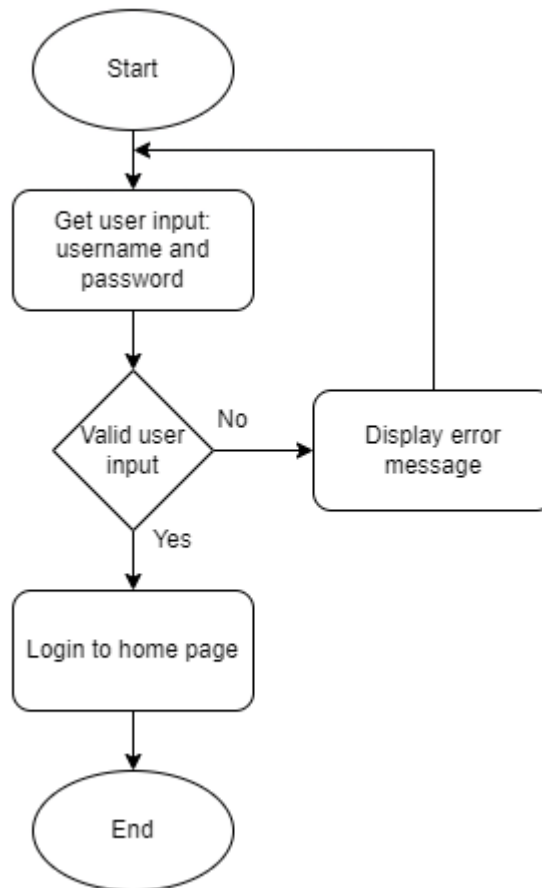 Start
Get user input:
username and
password
Valid user
input
No
Display error
message
Yes
Login to home page
End